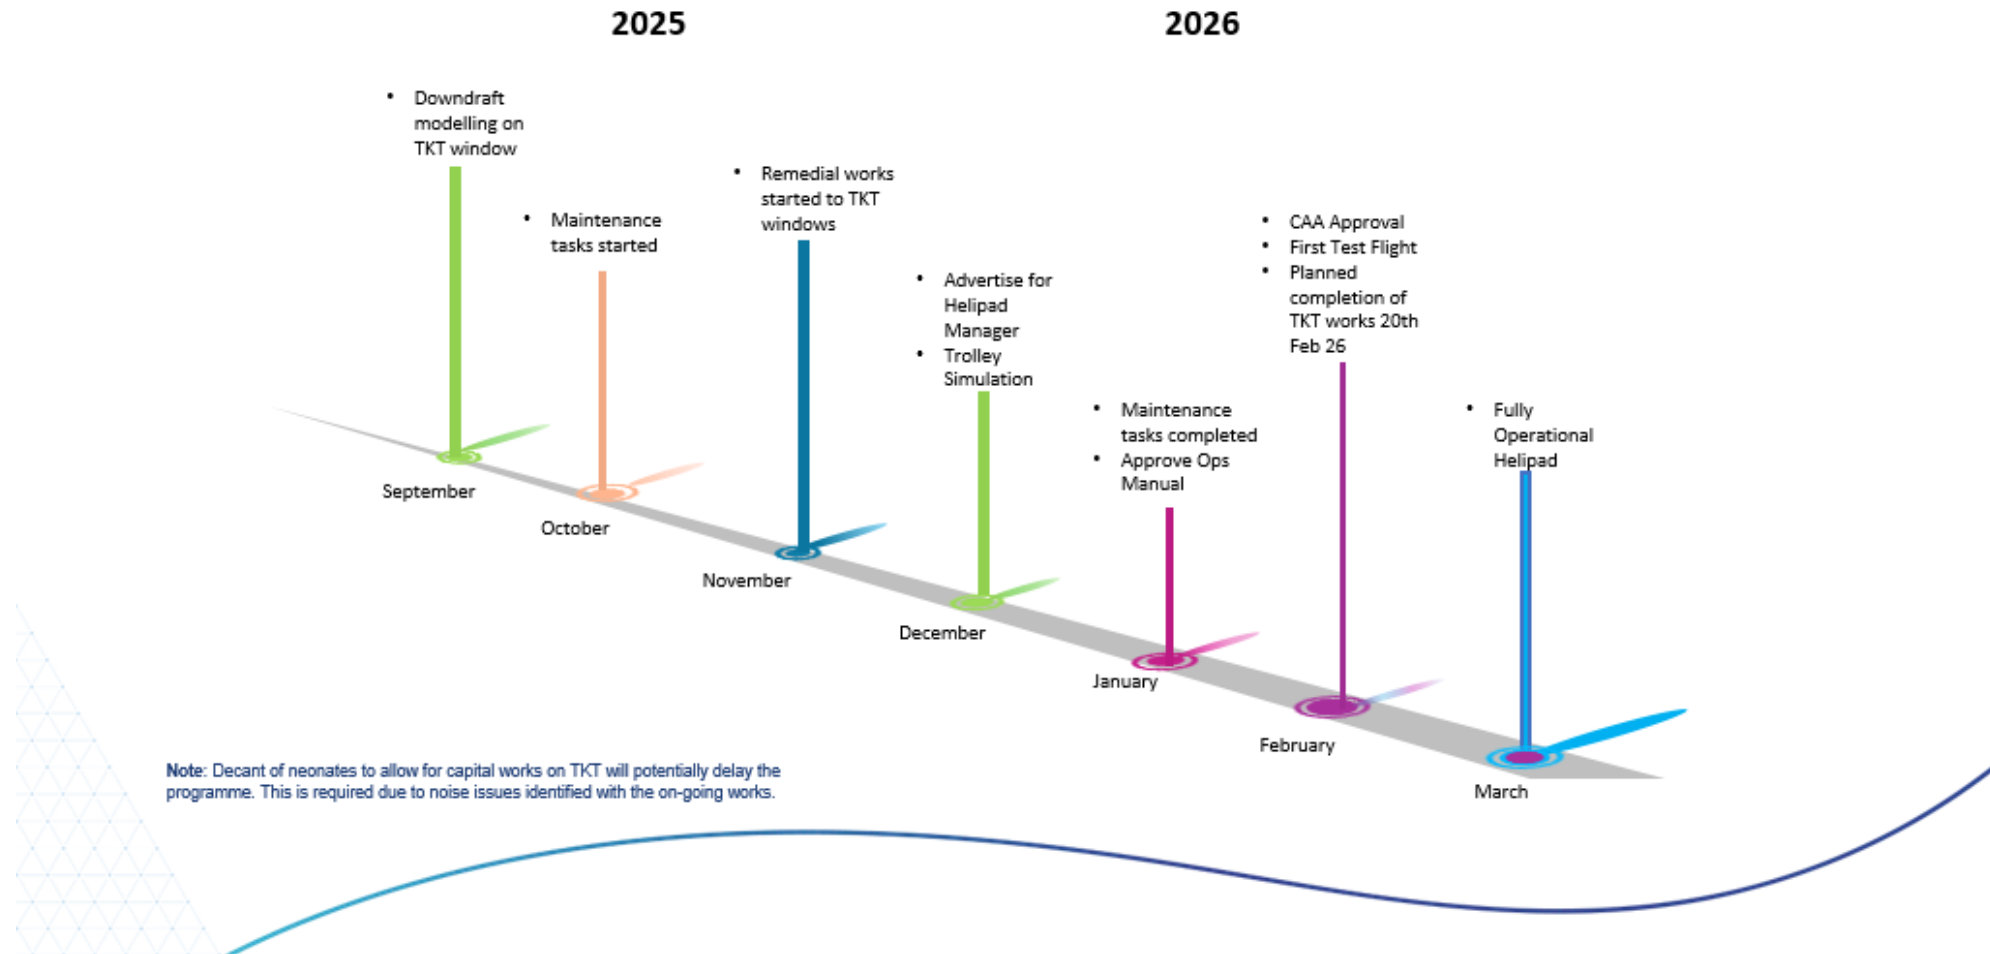 2025
2026
• Downdraft
modelling on
TKT window
• Maintenance
tasks started
• Remedial works
started to TKT
windows
• Advertise for
Helipad
Manager
• Trolley
Simulation
• Maintenance
tasks completed
• Approve Ops
Manual
• CAA Approval
• First Test Flight
• Planned
completion of
TKT works 20th
Feb 26
• Fully
Operational
Helipad
September
October
November
December
January
February
March
Note: Decant of neonates to allow for capital works on TKT will potentially delay the
programme. This is required due to noise issues identified with the on-going works.